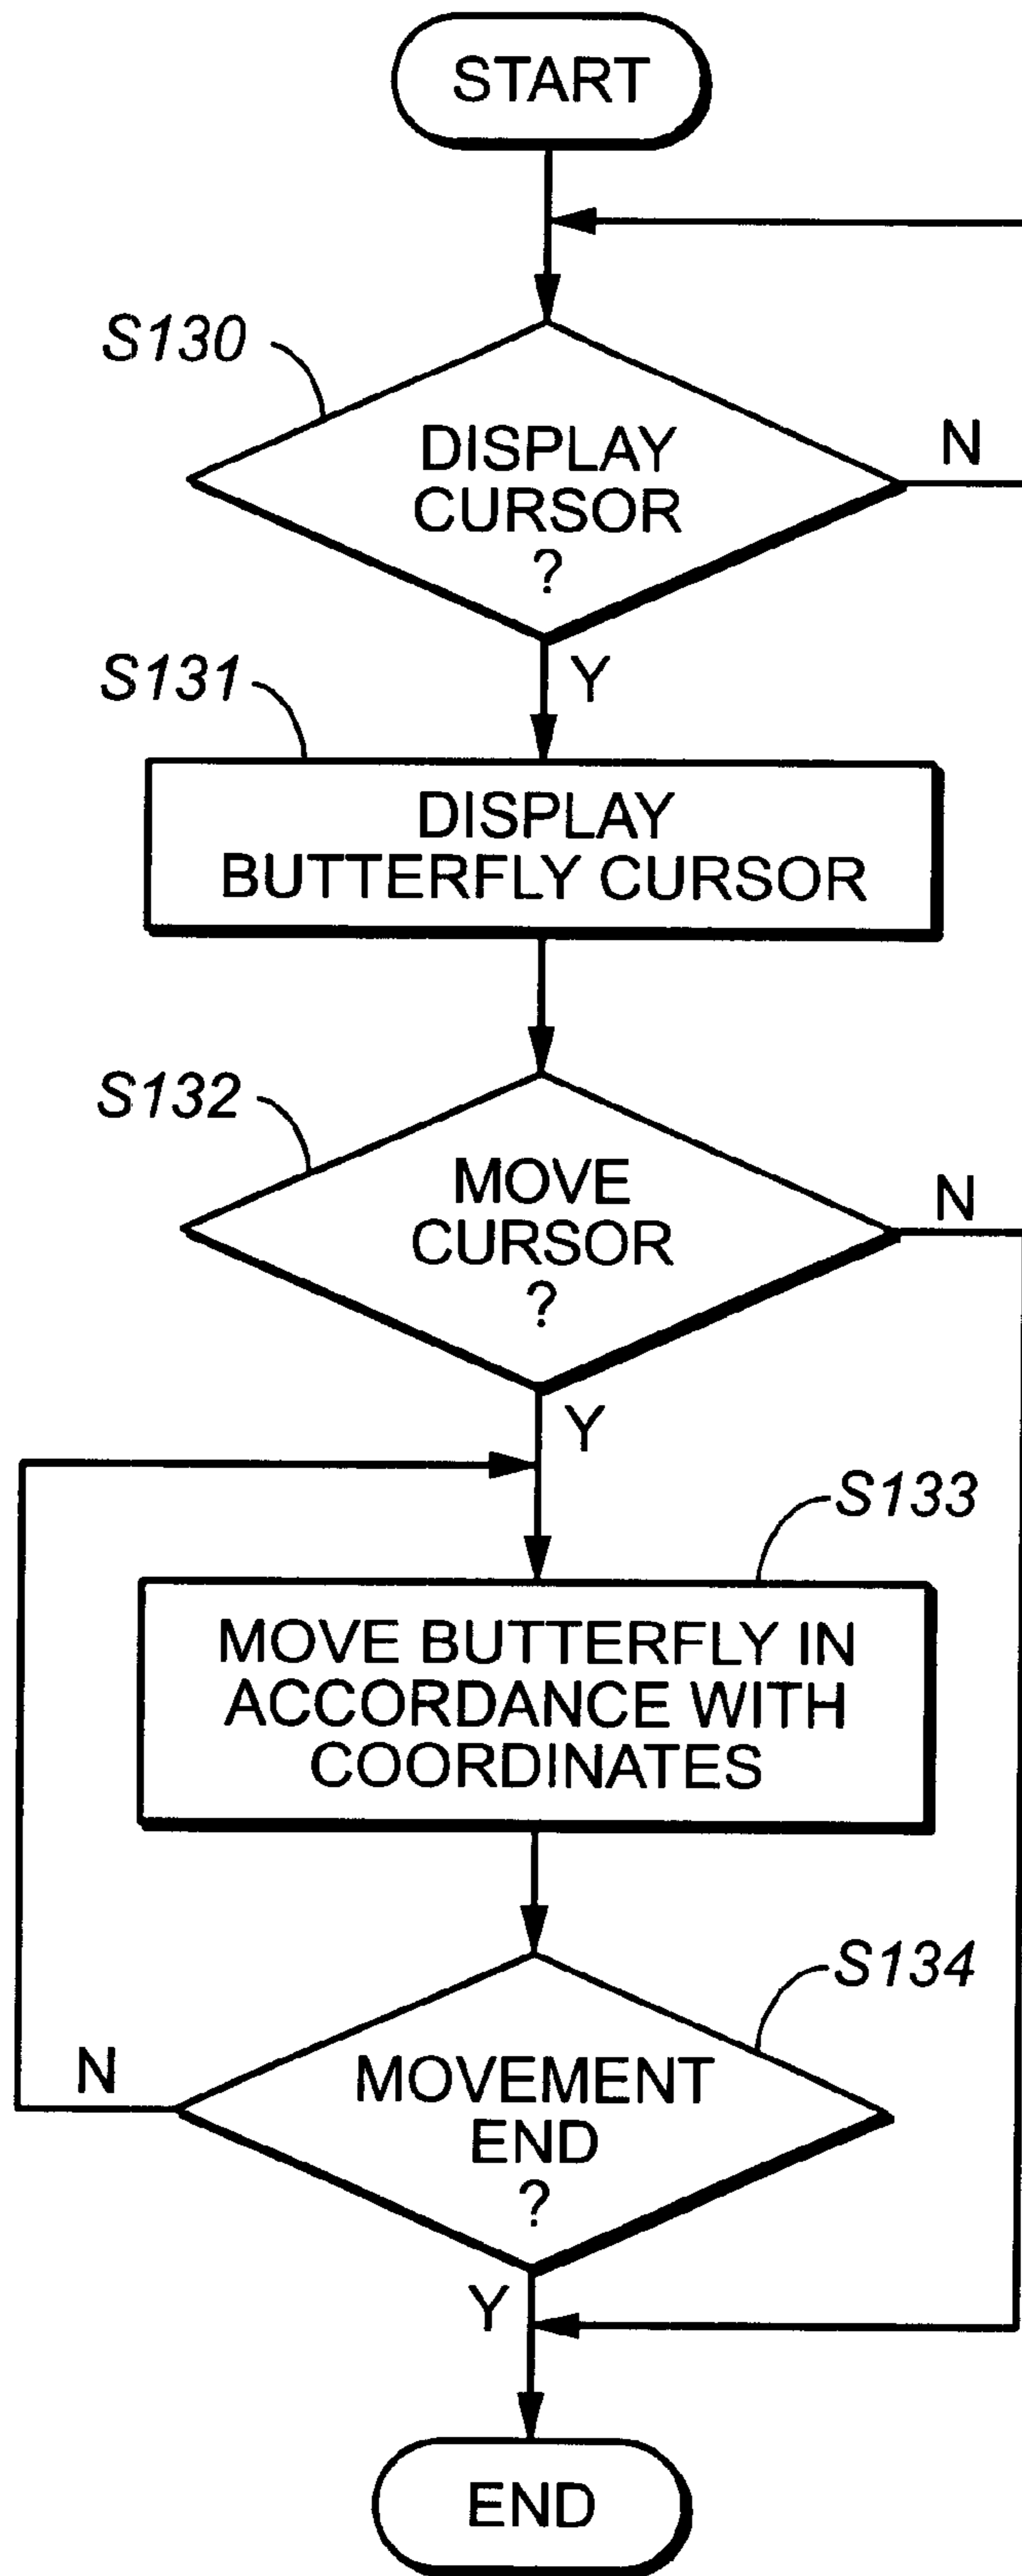 START
S130
DISPLAY
CURSOR
?
N
Y
S131
DISPLAY
BUTTERFLY CURSOR
S132
MOVE
CURSOR
?
N
Y
S133
MOVE BUTTERFLY IN
ACCORDANCE WITH
COORDINATES
S134
MOVEMENT
END
?
N
Y
END